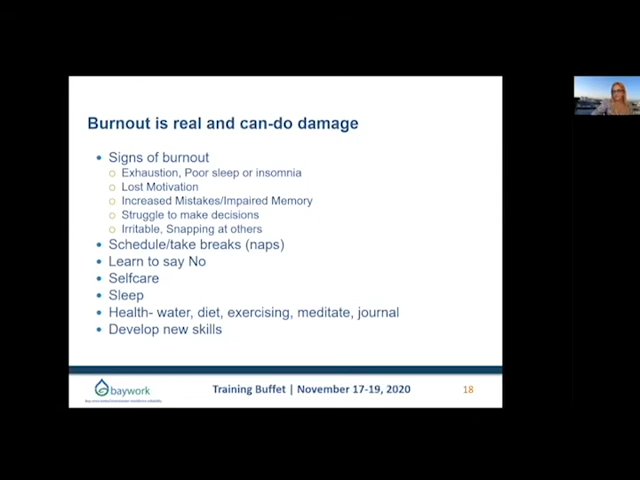 Burnout is real and can-do damage
• Signs of burnout
o Exhaustion, Poor sleep or insomnia
o Lost Motivation
o Increased Mistakes/Impaired Memory
o Struggle to make decisions
o Irritable, Snapping at others
• Schedule/take breaks (naps)
• Learn to say No
• Selfcare
• Sleep
• Health- water, diet, exercising, meditate, journal
• Develop new skills
baywork
Training Buffet | November 17-19, 2020
18